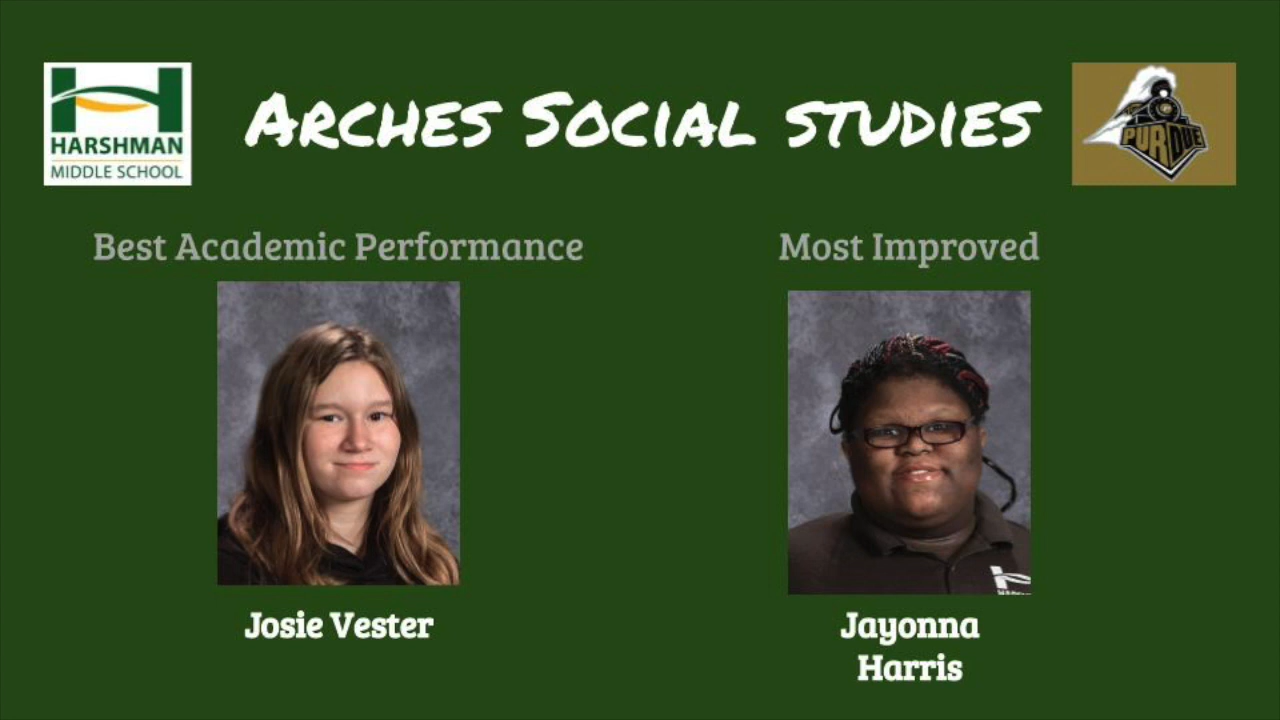 HARSHMAN
MIDDLE SCHOOL
ARCHES SOCIAL STUDIES
PURDUE
Best Academic Performance
Most Improved
Josie Vester
Jayonna
Harris